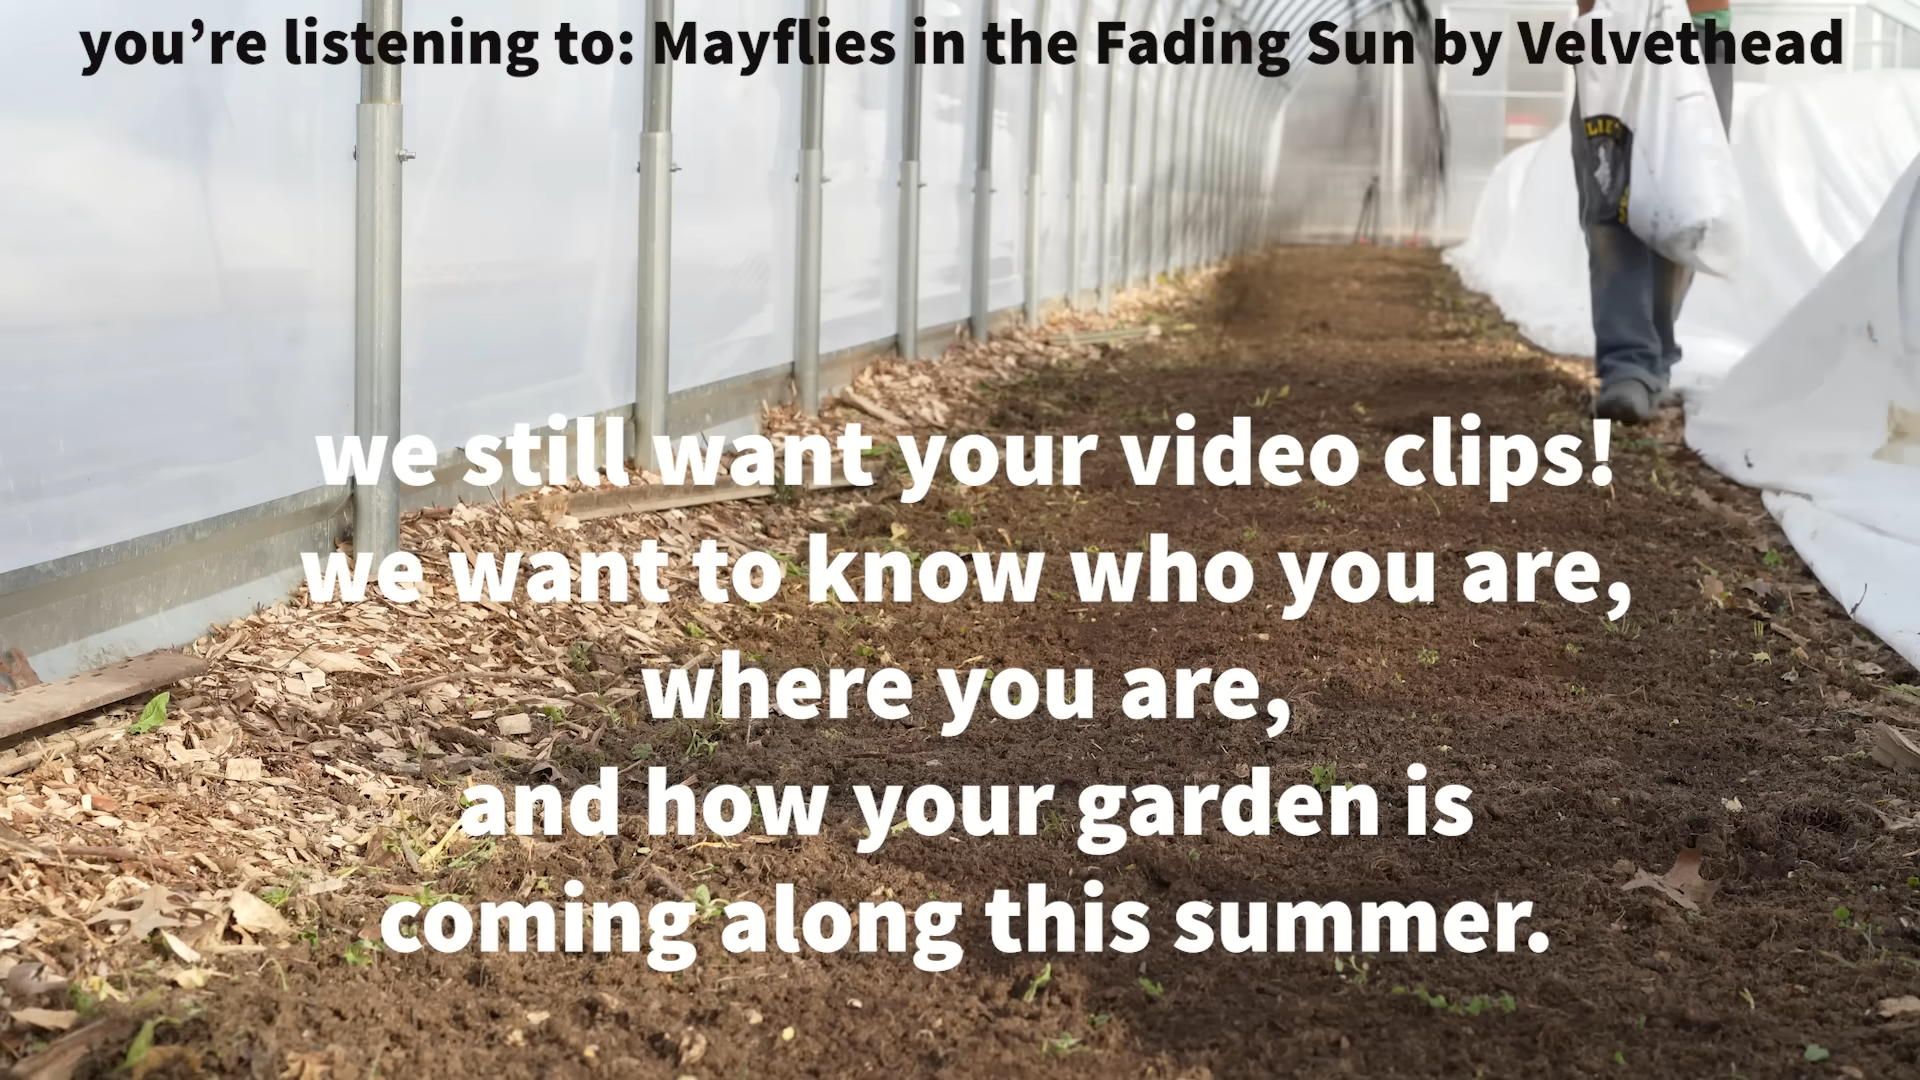 you’re listening to: Mayflies in the Fading Sun by Velvethead
we still want your video clips!
we want to know who you are,
where you are,
and how your garden is
coming along this summer.